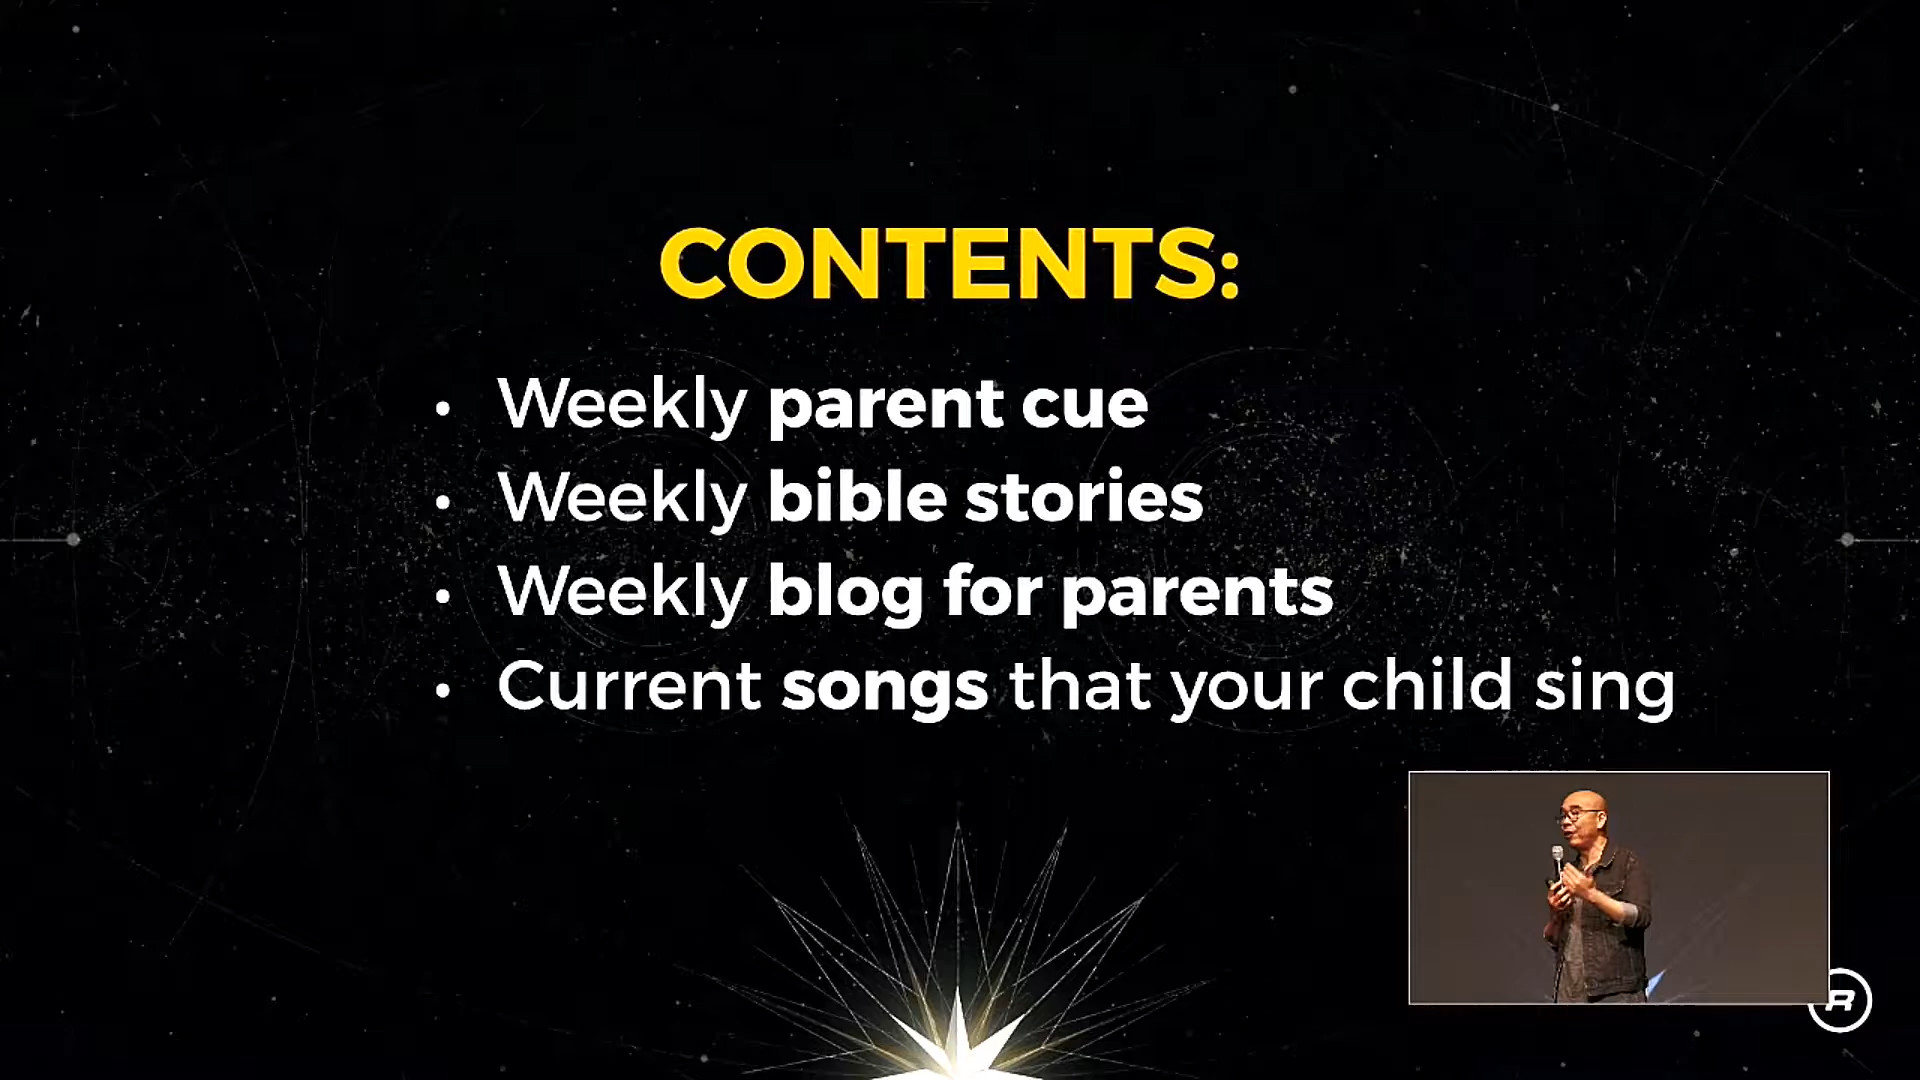 CONTENTS:
• Weekly parent cue
• Weekly bible stories
• Weekly blog for parents
• Current songs that your child sing
R